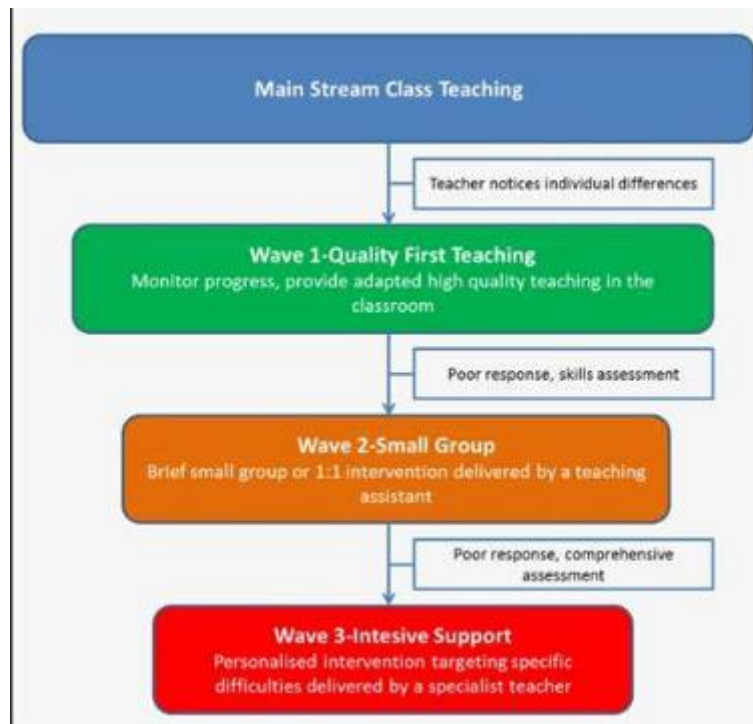 Main Stream Class Teaching
Teacher notices individual differences
Wave 1-Quality First Teaching
Monitor progress, provide adapted high quality teaching in the
classroom
Poor response, skills assessment
Wave 2-Small Group
Brief small group or 1:1 intervention delivered by a teaching
assistant
Poor response, comprehensive
assessment
Wave 3-Intesive Support
Personalised intervention targeting specific
difficulties delivered by a specialist teacher